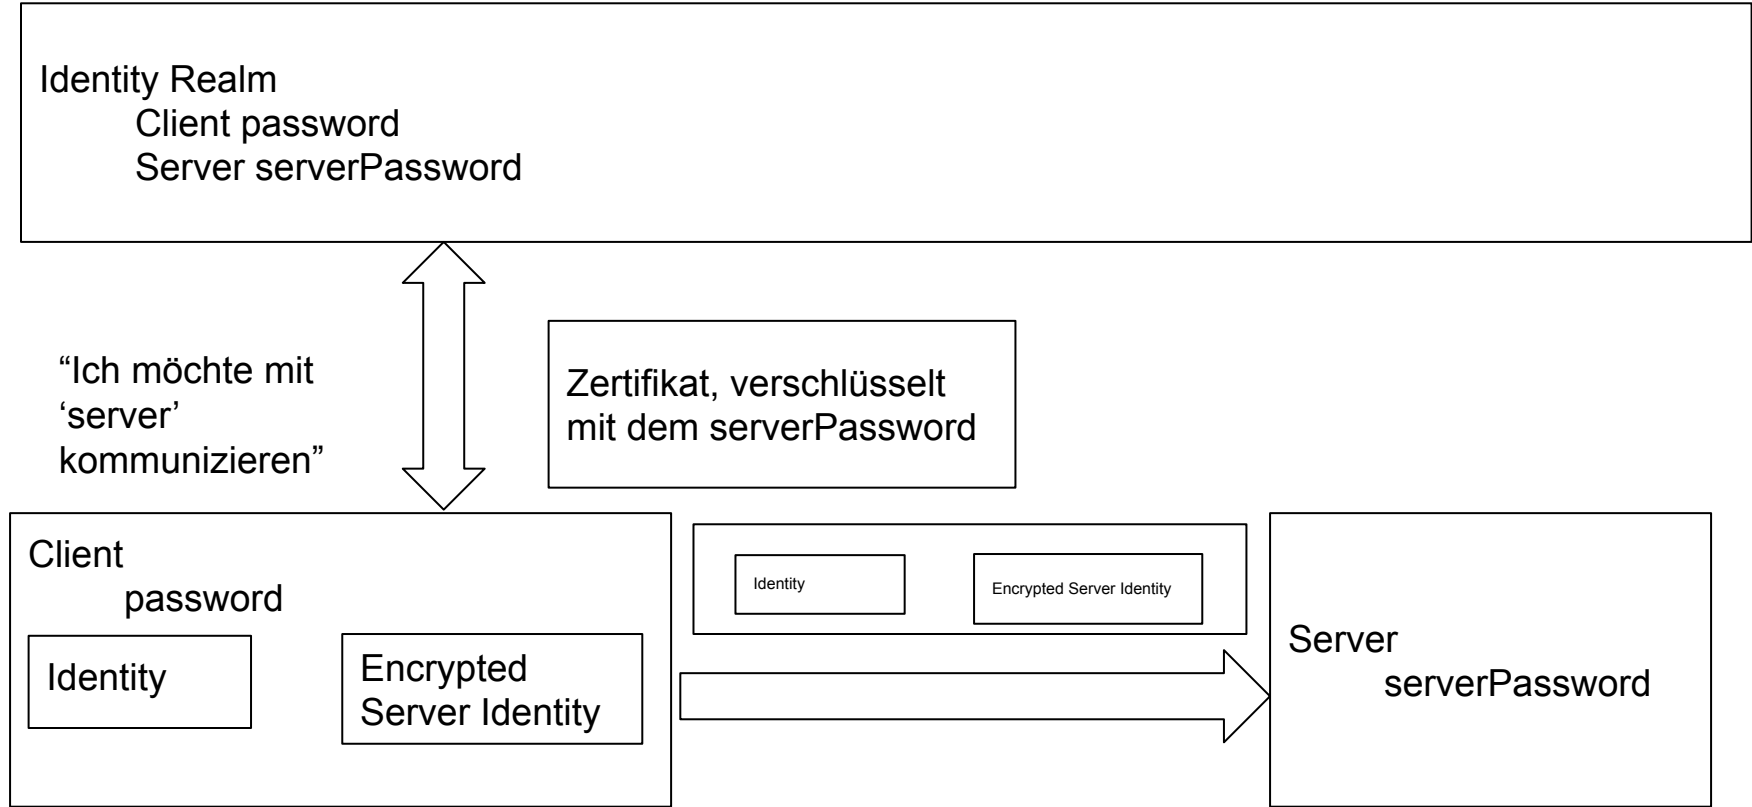 Identity Realm
Client password
Server serverPassword
“Ich möchte mit
‘server’
kommunizieren”
Zertifikat, verschlüsselt
mit dem serverPassword
Client
password
Identity
Encrypted
Server Identity
Identity
Encrypted Server Identity
Server
serverPassword